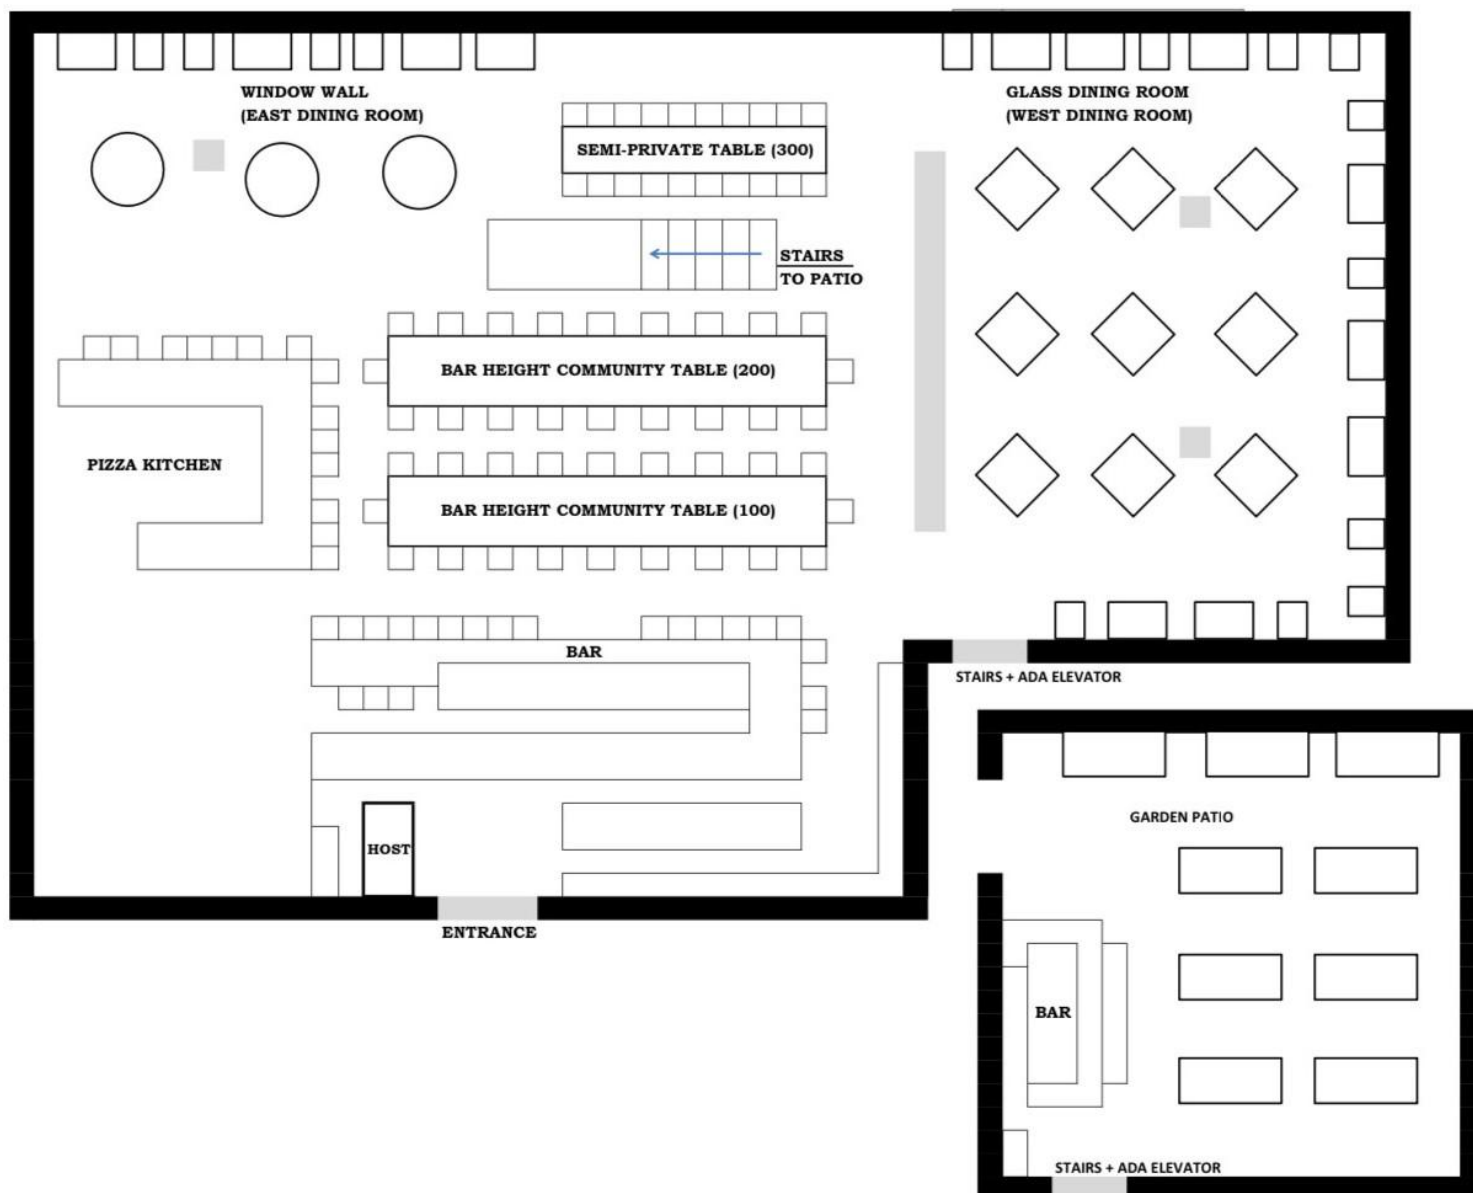 WINDOW WALL
(EAST DINING ROOM)
GLASS DINING ROOM
(WEST DINING ROOM)
SEMI-PRIVATE TABLE (300)
STAIRS
TO PATIO
BAR HEIGHT COMMUNITY TABLE (200)
PIZZA KITCHEN
BAR HEIGHT COMMUNITY TABLE (100)
BAR
STAIRS + ADA ELEVATOR
HOST
ENTRANCE
GARDEN PATIO
BAR
STAIRS + ADA ELEVATOR